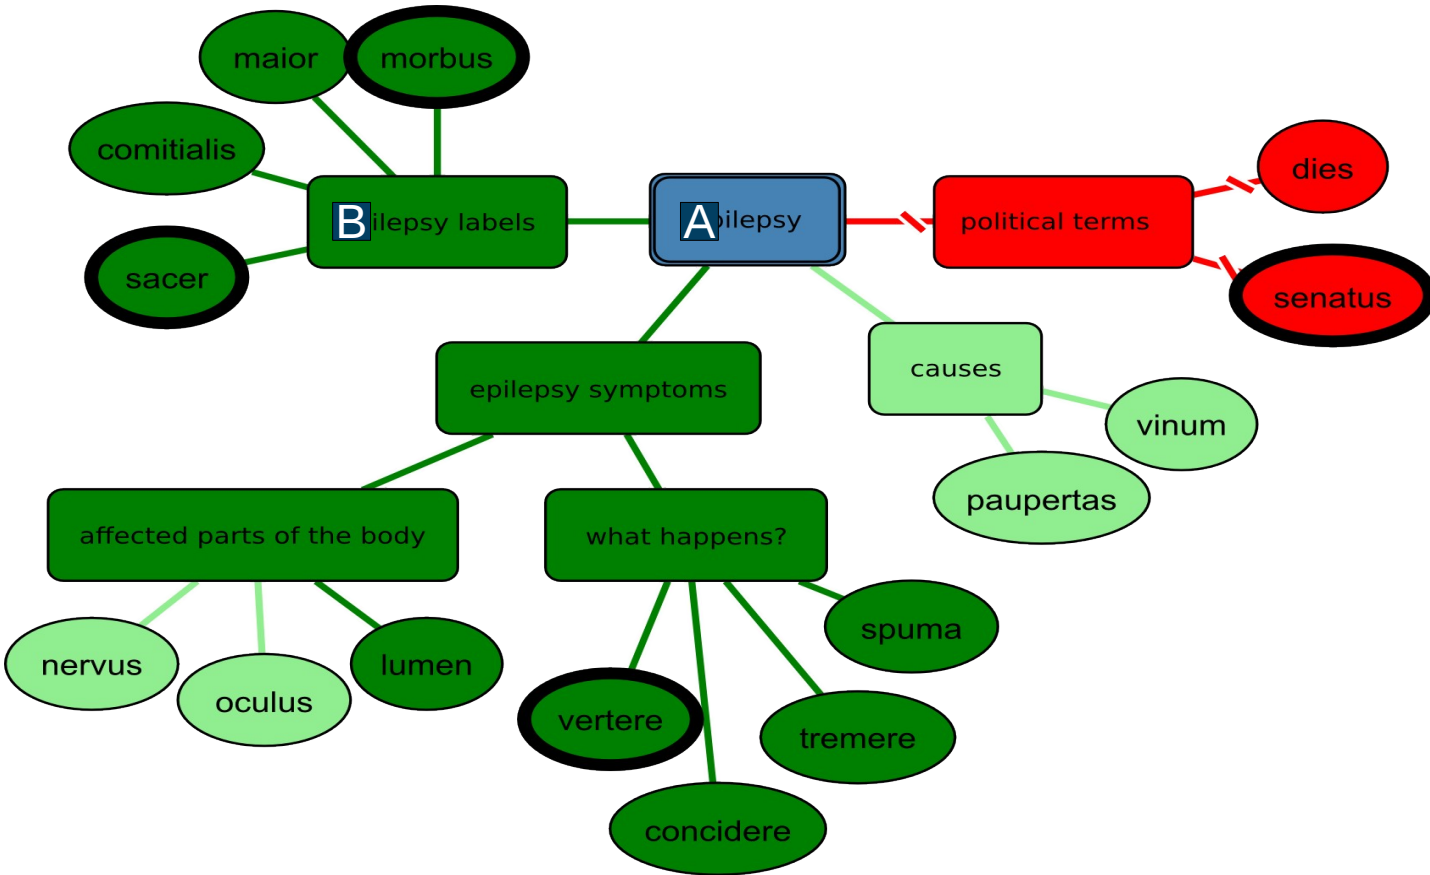 maior
morbus
comitialis
dies
B ilepsy labels
A pilepsy
political terms
sacer
senatus
causes
epilepsy symptoms
vinum
paupertas
affected parts of the body
what happens?
spuma
nervus
oculus
lumen
vertere
tremere
concidere